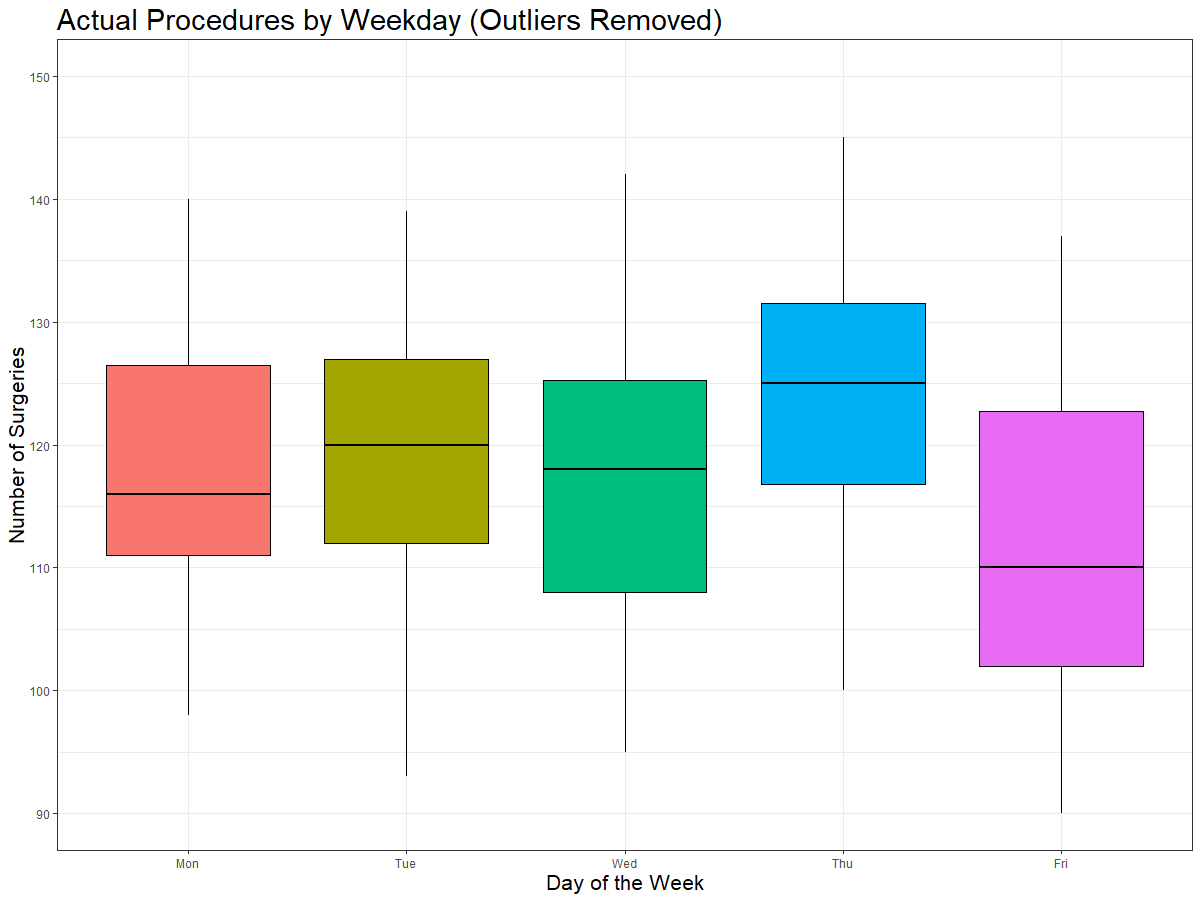 Actual Procedures by Weekday (Outliers Removed)
150
140
130
120
110
100
90
Number of Surgeries
Mon Tue Wed Thu Fri
Day of the Week